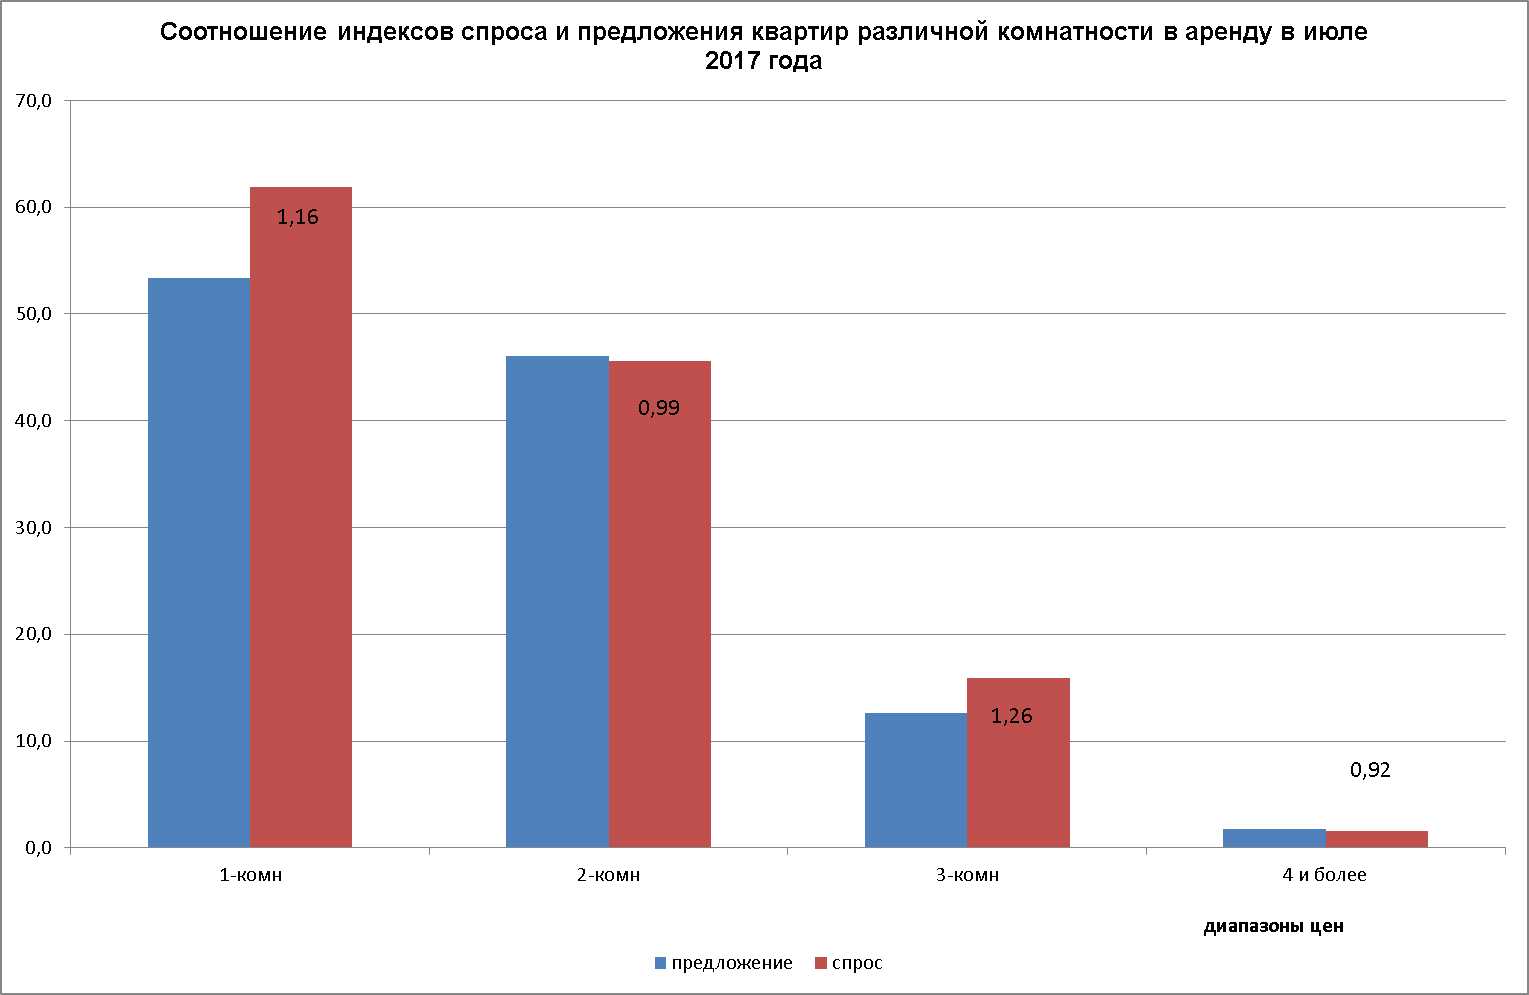 Соотношение индексов спроса и предложения квартир различной комнатности в аренду в июле
2017 года
70,0
60,0
50,0
40,0
30,0
20,0
10,0
0,0
1,16
0,99
1,26
0,92
1-комн
2-комн
3-комн
4 и более
диапазоны цен
предложение
спрос